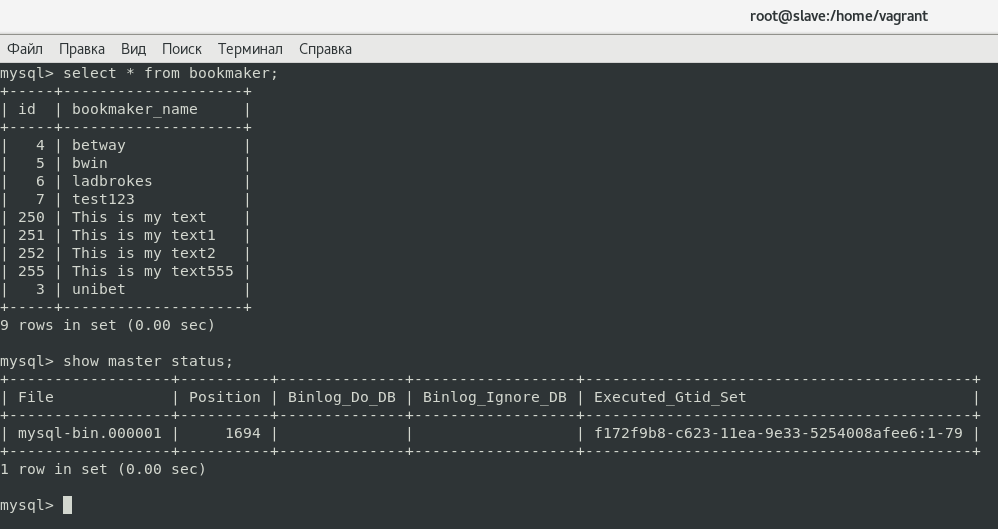 root@slave:/home/vagrant
Файл Правка Вид Поиск Терминал Справка
mysql> select * from bookmaker;
+-----+--------------------+
| id  | bookmaker_name     |
+-----+--------------------+
|   4 | betway             |
|   5 | bwin               |
|   6 | ladbrokes          |
|   7 | test123            |
| 250 | This is my text    |
| 251 | This is my text1   |
| 252 | This is my text2   |
| 255 | This is my text555 |
|   3 | unibet             |
+-----+--------------------+
9 rows in set (0.00 sec)

mysql> show master status;
+------------------+----------+--------------+------------------+-------------------------------------------+
| File             | Position | Binlog_Do_DB | Binlog_Ignore_DB | Executed_Gtid_Set                         |
+------------------+----------+--------------+------------------+-------------------------------------------+
| mysql-bin.000001 |     1694 |              |                  | f172f9b8-c623-11ea-9e33-5254008afee6:1-79 |
+------------------+----------+--------------+------------------+-------------------------------------------+
1 row in set (0.00 sec)

mysql>